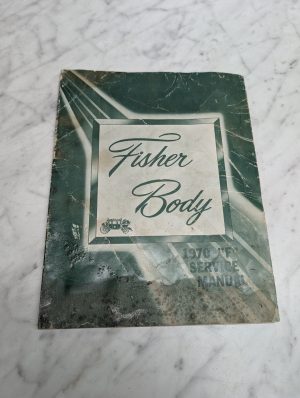 Fisher
Body
1970 "F"
SERVICE
MANUAL